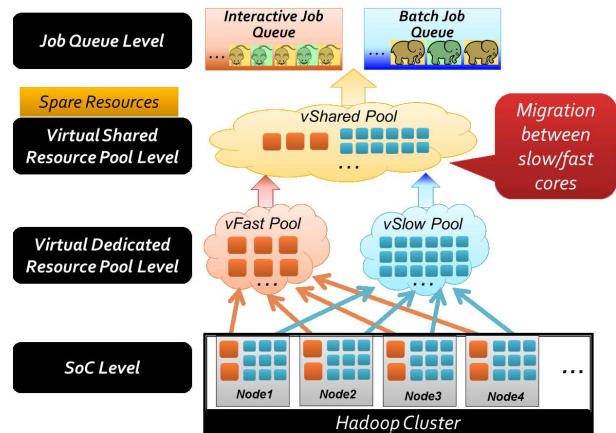 Interactive Job
Queue
Batch Job
Queue
Job Queue Level
...
...
Spare Resources
vShared Pool
Virtual Shared
Resource Pool Level
...
Migration
between
slow/fast
cores
vFast Pool
vSlow Pool
Virtual Dedicated
Resource Pool Level
...
...
SoC Level
Node1
Node2
Node3
Node4
...
Hadoop Cluster